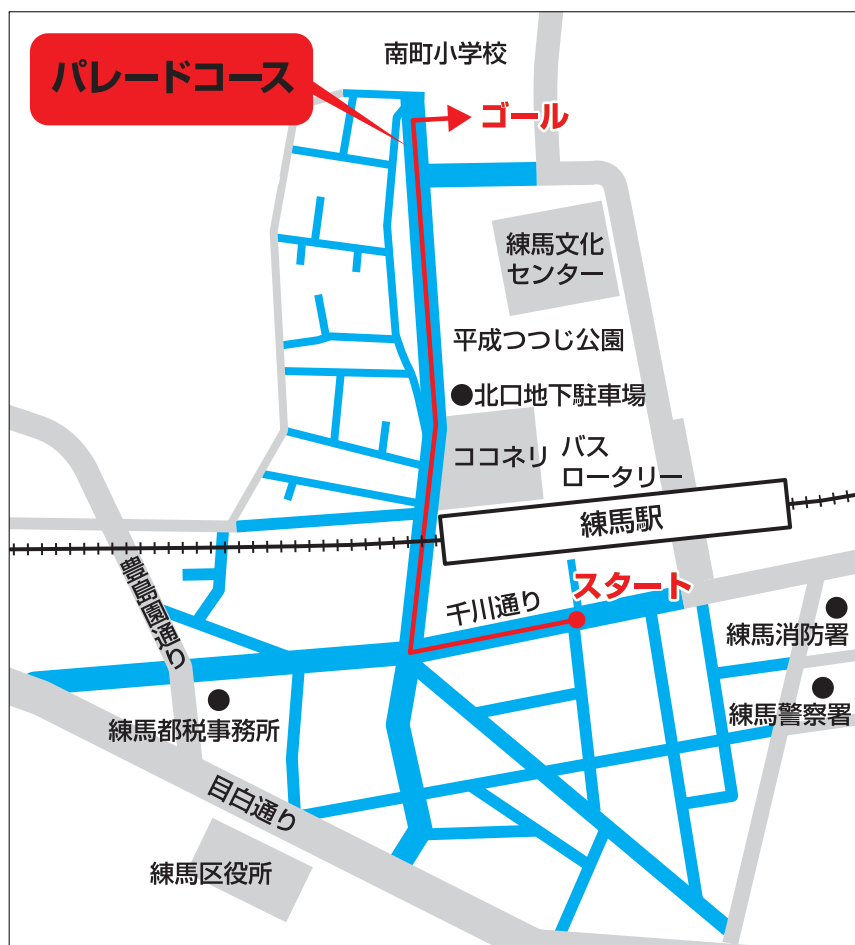 南町小学校
パレードコース
ゴール
練馬文化
センター
平成つつじ公園
北口地下駐車場
ココネリ
バス
ロータリー
練馬駅
スタート
千川通り
豊島園通り
練馬消防署
練馬警察署
練馬都税事務所
目白通り
練馬区役所